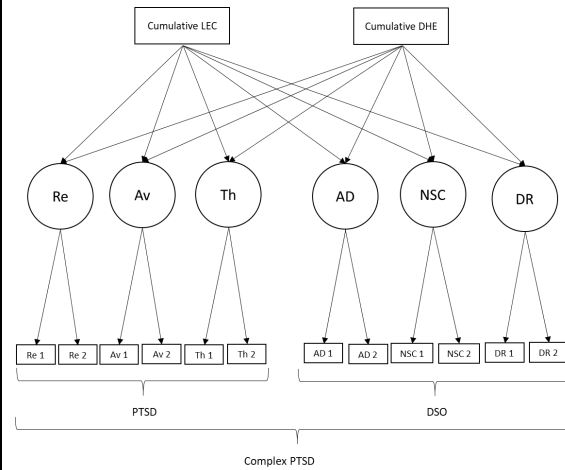 Cumulative LEC
Cumulative DHE
Re
Av
Th
AD
NSC
DR
Re 1
Re 2
Av 1
Av 2
Th 1
Th 2
AD 1
AD 2
NSC 1
NSC 2
DR 1
DR 2
PTSD
DSO
Complex PTSD